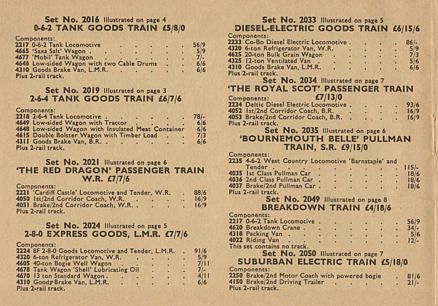 Set No. 2016 Illustrated on page 4
0-6-2 TANK GOODS TRAIN £5/8/0
Components:
2217 0-6-2 Tank Locomotive . . . . 56/9
4665 'Saxa Salt' Wagon . . . . 5/9
4677 'Mobil' Tank Wagon . . . . 7/-
4646 Low-sided Wagon with two Cable Drums . 6/6
4310 Goods Brake Van, L.M.R. . . . 6/6
Plus 2-rail track.
Set No. 2019 Illustrated on page 3
2-6-4 TANK GOODS TRAIN £6/7/6
Components:
2218 2-6-4 Tank Locomotive . . . . 78/-
4649 Low-sided Wagon with Tractor . . . 6/6
4648 Low-sided Wagon with Insulated Meat Container 6/6
4615 Double Bolster Wagon with Timber Load . 7/3
4311 Goods Brake Van, B.R. . . . 6/6
Plus 2-rail track.
Set No. 2021 Illustrated on page 6
'THE RED DRAGON' PASSENGER TRAIN
W.R. £7/7/6
Components:
2221 'Cardiff Castle' Locomotive and Tender, W.R. 88/6
4050 1st/2nd Corridor Coach, W.R. . . . 16/9
4051 Brake/2nd Corridor Coach, W.R. . . 16/9
Plus 2-rail track.
Set No. 2024 Illustrated on page 5
2-8-0 EXPRESS GOODS, L.M.R. £7/7/6
Components:
2224 8F 2-8-0 Goods Locomotive and Tender, L.M.R. 91/6
4320 6-ton Refrigerator Van, W.R. . . . 5/9
4605 40-ton Bogie Well Wagon . . . 7/11
4678 Tank Wagon 'Shell' Lubricating Oil . . 7/-
4670 13 ton Standard Wagon . . . . 4/11
4310 Goods Brake Van, L.M.R. . . . 6/6
Plus 2-rail track.
Set No. 2033 Illustrated on page 5
DIESEL-ELECTRIC GOODS TRAIN £6/15/6
Components:
2233 Co-Bo Diesel Electric Locomotive . . 86/-
4320 6-ton Refrigerator Van, W.R. . . . 5/9
4625 20-ton Bulk Grain Wagon . . . 7/3
4325 12-ton Ventilated Van . . . . 5/6
4310 Goods Brake Van, L.M.R. . . . 6/6
Plus 2-rail track.
Set No. 2034 Illustrated on page 7
'THE ROYAL SCOT' PASSENGER TRAIN
£7/13/0
Components:
2234 Deltic Diesel Electric Locomotive . . 93/6
4052 1st/2nd Corridor Coach, B.R. . . . 16/9
4053 Brake/2nd Corridor Coach, B.R. . . 16/9
Plus 2-rail track.
Set No. 2035 Illustrated on page 6
'BOURNEMOUTH BELLE' PULLMAN
TRAIN, S.R. £9/15/0
Components:
2235 4-6-2 West Country Locomotive 'Barnstaple' and
Tender . . . . 115/-
4035 1st Class Pullman Car . . . . 18/6
4036 2nd Class Pullman Car . . . . 18/6
4037 Brake/2nd Pullman Car . . . . 18/6
Plus 2-rail track.
Set No. 2049 Illustrated on page 8
BREAKDOWN TRAIN £4/18/6
Components:
2217 0-6-2 Tank Locomotive . . . . 56/9
4620 Breakdown Crane . . . . 34/-
4318 Packing Van . . . . 5/6
4022 Riding Van . . . . 12/-
This set contains no track.
Set No. 2050 Illustrated on page 7
SUBURBAN ELECTRIC TRAIN £5/18/0
Components:
2250 Brake/2nd Motor Coach with powered bogie 81/6
4150 Brake/2nd Driving Trailer . . . 21/-
Plus 2-rail track.